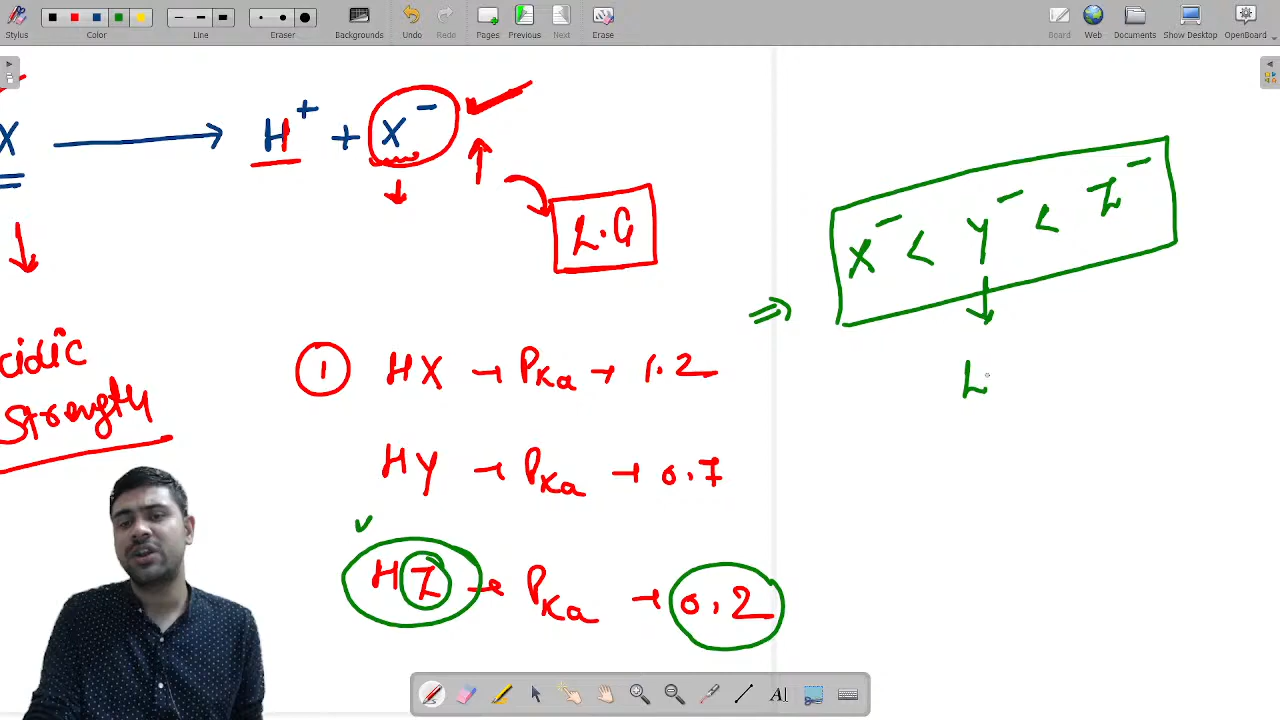 Stylus
Color
Line
Eraser
Backgrounds
Undo
Redo
Pages
Previous
Next
Erase
Board
Web
Documents
Show Desktop
OpenBoard
X → H⁺ + X⁻
L.G
X⁻ < Y⁻ < Z⁻
⇒
L
cidic
Strength
① HX → PKa → 1.2
HY → PKa → 0.7
HZ → PKa → 0.2
AI